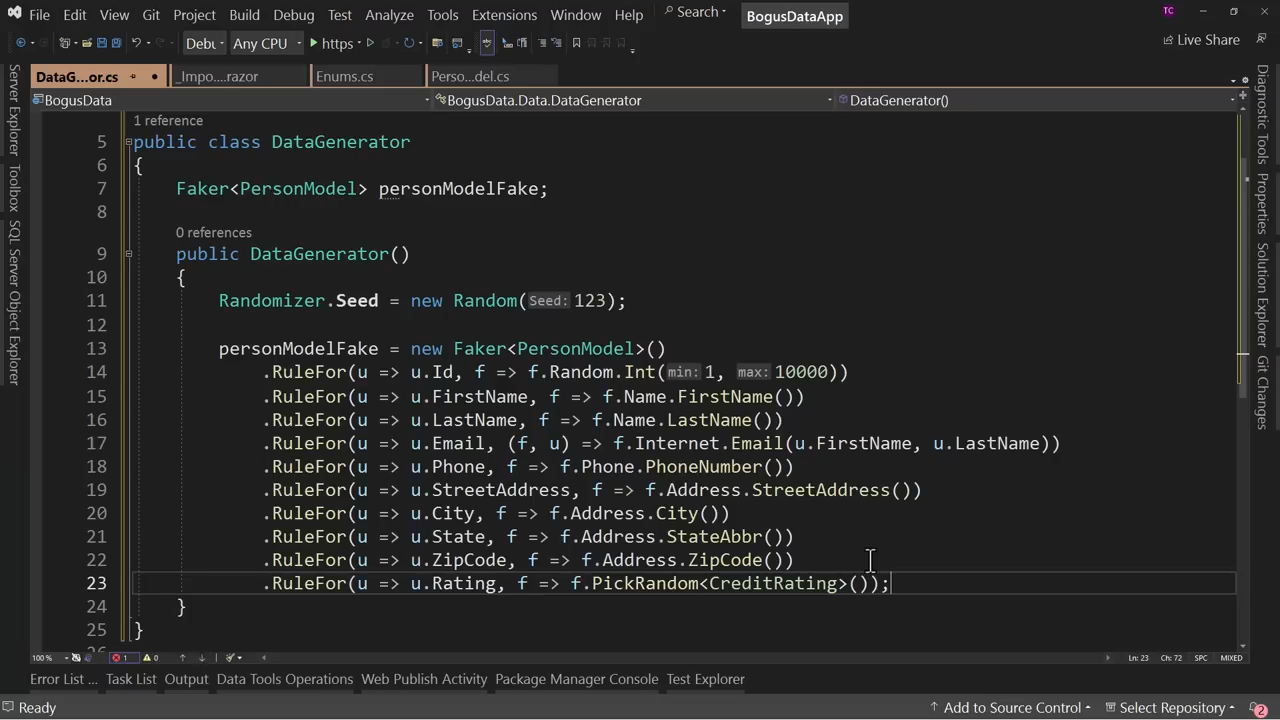 File Edit View Git Project Build Debug Test Analyze Tools Extensions Window Help Search BogusDataApp TC
Debu Any CPU https Live Share
DataG...or.cs _Impo....razor Enums.cs Perso...del.cs
BogusData BogusData.Data.DataGenerator DataGenerator()
Server Explorer
Toolbox
SQL Server Object Explorer
1 reference
5 public class DataGenerator
6 {
7 Faker<PersonModel> personModelFake;
8
0 references
9 public DataGenerator()
10 {
11 Randomizer.Seed = new Random(Seed: 123);
12
13 personModelFake = new Faker<PersonModel>()
14 .RuleFor(u => u.Id, f => f.Random.Int(min: 1, max: 10000))
15 .RuleFor(u => u.FirstName, f => f.Name.FirstName())
16 .RuleFor(u => u.LastName, f => f.Name.LastName())
17 .RuleFor(u => u.Email, (f, u) => f.Internet.Email(u.FirstName, u.LastName))
18 .RuleFor(u => u.Phone, f => f.Phone.PhoneNumber())
19 .RuleFor(u => u.StreetAddress, f => f.Address.StreetAddress())
20 .RuleFor(u => u.City, f => f.Address.City())
21 .RuleFor(u => u.State, f => f.Address.StateAbbr())
22 .RuleFor(u => u.ZipCode, f => f.Address.ZipCode())
23 .RuleFor(u => u.Rating, f => f.PickRandom<CreditRating>());
24 }
25 }
Diagnostic Tools
Properties
Solution Explorer
Git Changes
100 % 1 0 Ln: 23 Ch: 72 SPC MIXED
Error List ... Task List Output Data Tools Operations Web Publish Activity Package Manager Console Test Explorer
Ready Add to Source Control Select Repository 2